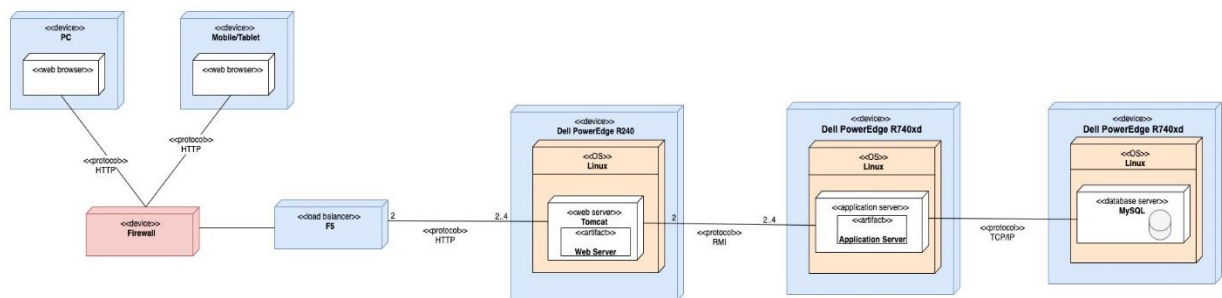 <<device>>
PC
<<web browser>>
<<device>>
Mobile/Tablet
<<web browser>>
<<protocol>>
HTTP
<<protocol>>
HTTP
<<device>>
Firewall
<<load balancer>>
F5
2
2..4
<<protocol>>
HTTP
<<device>>
Dell PowerEdge R240
<<OS>>
Linux
<<web server>>
Tomcat
<<artifact>>
Web Server
2
2..4
<<protocol>>
RMI
<<device>>
Dell PowerEdge R740xd
<<OS>>
Linux
<<application server>>
<<artifact>>
Application Server
<<protocol>>
TCP/IP
<<device>>
Dell PowerEdge R740xd
<<OS>>
Linux
<<database server>>
MySQL